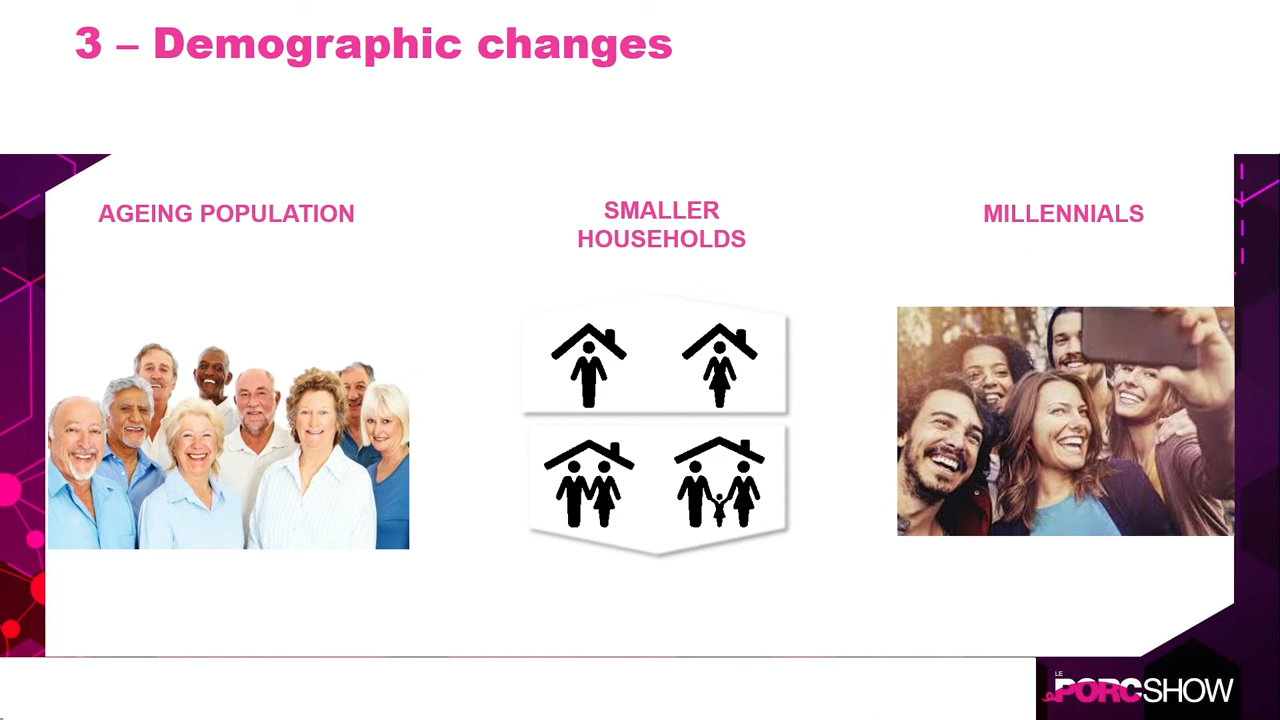 3 – Demographic changes
AGEING POPULATION
SMALLER
HOUSEHOLDS
MILLENNIALS
LE
PORCSHOW